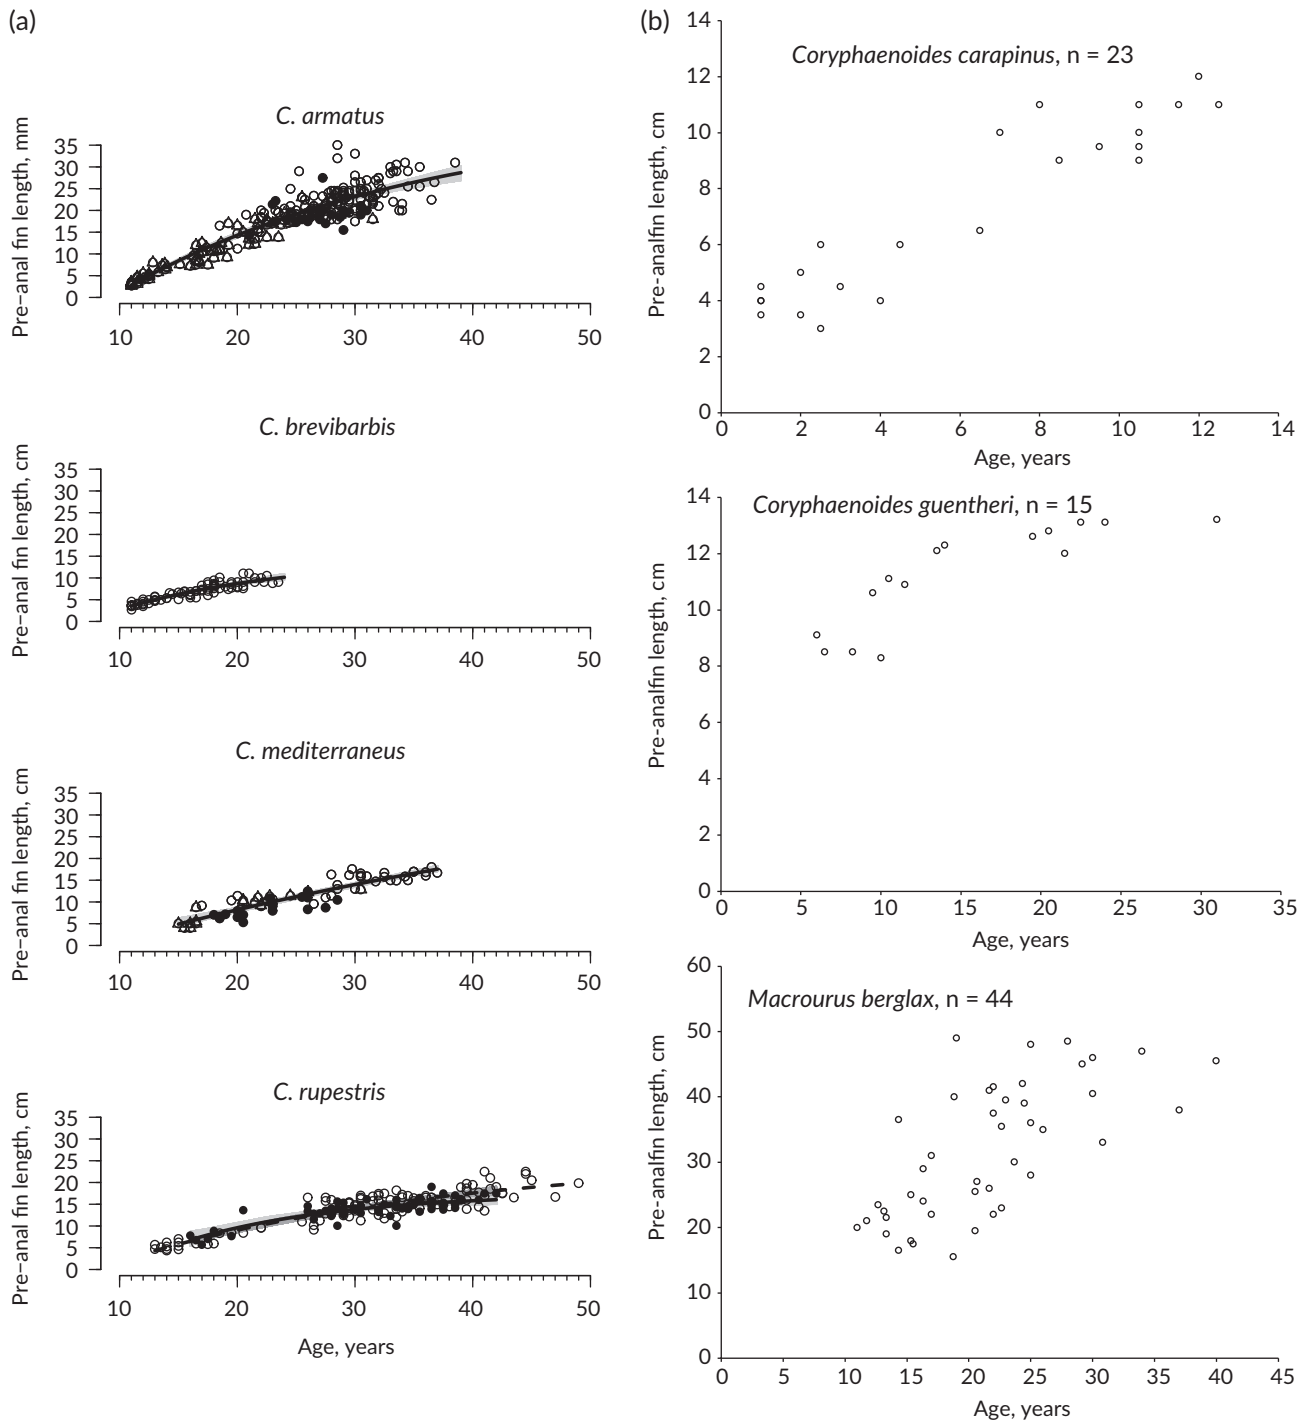 (a)
C. armatus
Pre-anal fin length, mm
35
30
25
20
15
10
5
0
10 20 30 40 50
C. brevibarbis
Pre-anal fin length, cm
35
30
25
20
15
10
5
0
10 20 30 40 50
C. mediterraneus
Pre-anal fin length, cm
35
30
25
20
15
10
5
0
10 20 30 40 50
C. rupestris
Pre-anal fin length, cm
35
30
25
20
15
10
5
0
10 20 30 40 50
Age, years
(b)
Coryphaenoides carapinus, n = 23
Pre-analfin length, cm
14
12
10
8
6
4
2
0
0 2 4 6 8 10 12 14
Age, years
Coryphaenoides guentheri, n = 15
Pre-analfin length, cm
14
12
10
8
6
4
2
0
0 5 10 15 20 25 30 35
Age, years
Macrourus berglax, n = 44
Pre-analfin length, cm
60
50
40
30
20
10
0
0 5 10 15 20 25 30 35 40 45
Age, years